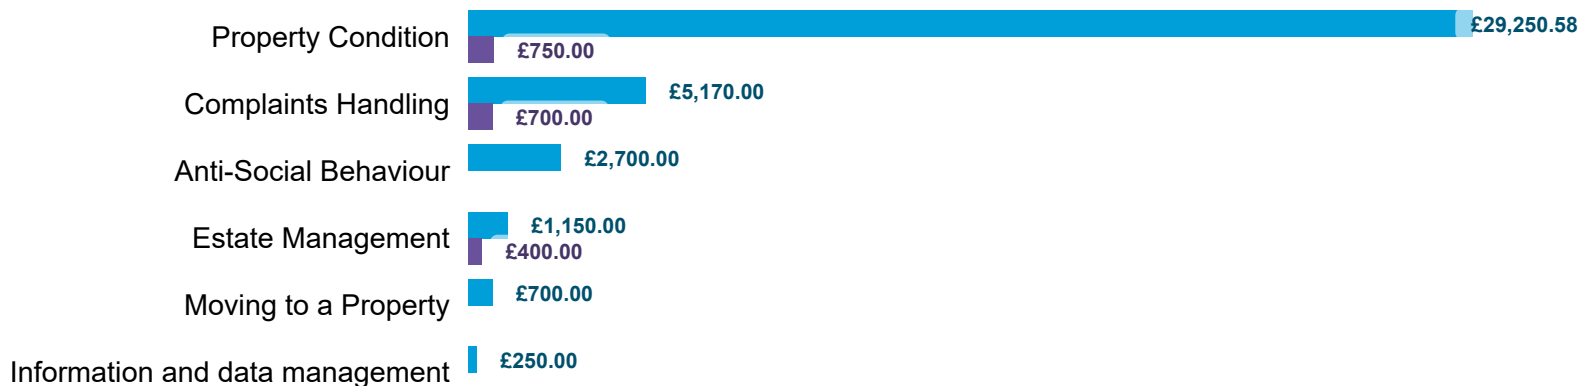 Property Condition
£29,250.58
£750.00
Complaints Handling
£5,170.00
£700.00
Anti-Social Behaviour
£2,700.00
Estate Management
£1,150.00
£400.00
Moving to a Property
£700.00
Information and data management
£250.00